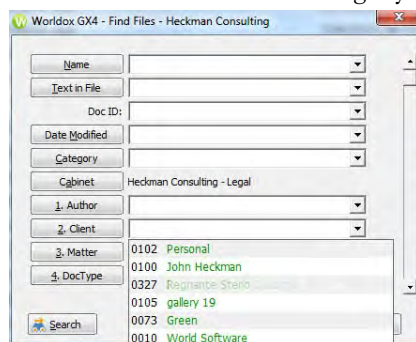 Worldox GX4 - Find Files - Heckman Consulting
Name
Text in File
Doc ID:
Date Modified
Category
Cabinet Heckman Consulting - Legal
1. Author
2. Client
3. Matter
4. DocType
0102 Personal
0100 John Heckman
0327 Regnante
0105 gallery 19
0073 Green
0010 World Software
Search